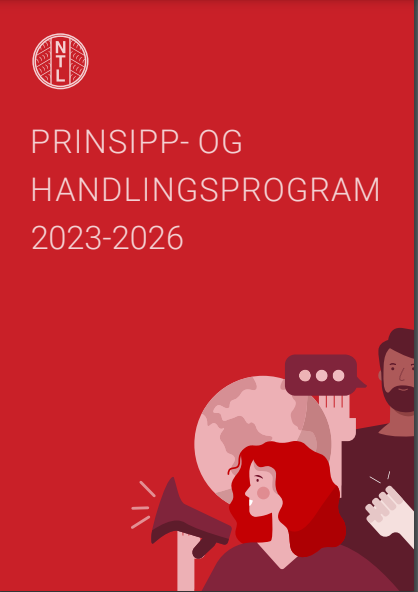 NTL
PRINSIPP- OG
HANDLINGSPROGRAM
2023-2026